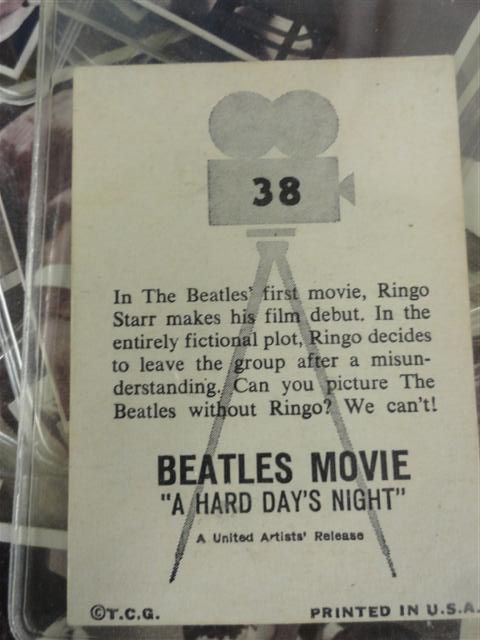 38
In The Beatles' first movie, Ringo
Starr makes his film debut. In the
entirely fictional plot, Ringo decides
to leave the group after a misun-
derstanding. Can you picture The
Beatles without Ringo? We can't!
BEATLES MOVIE
"A HARD DAY'S NIGHT"
A United Artists' Release
©T.C.G.
PRINTED IN U.S.A.